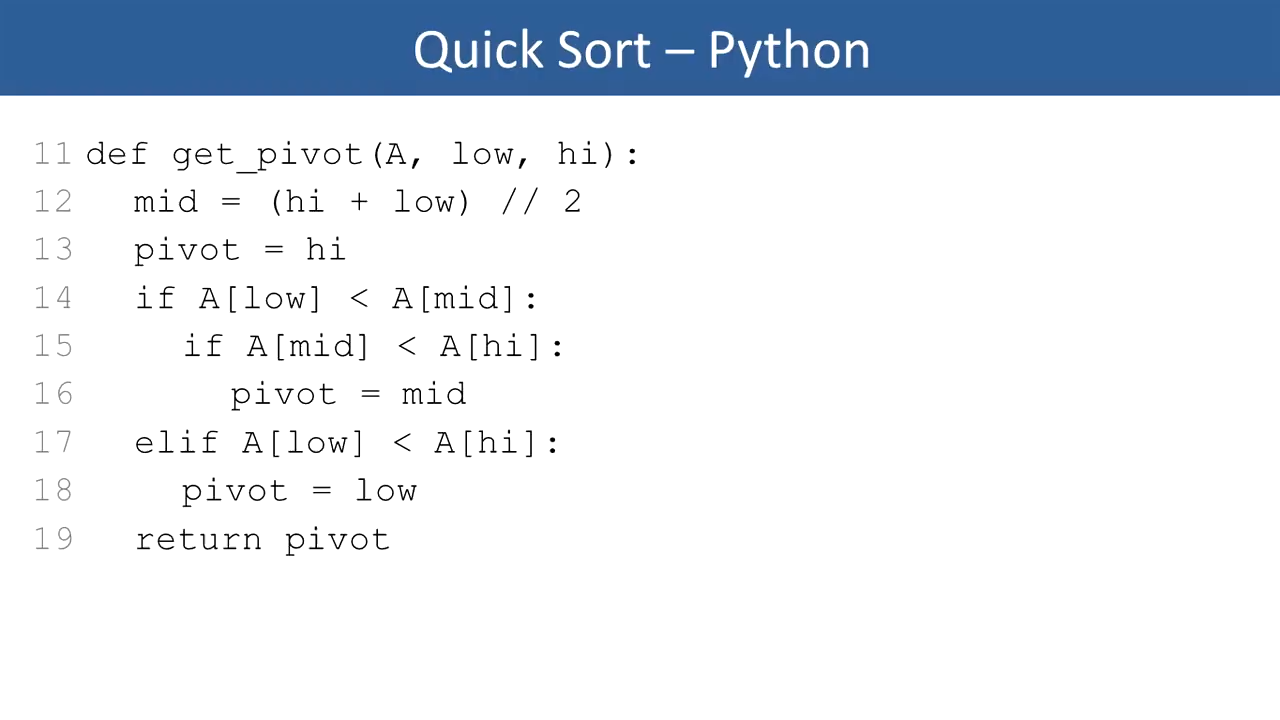 Quick Sort – Python
11 def get_pivot(A, low, hi):
12   mid = (hi + low) // 2
13   pivot = hi
14   if A[low] < A[mid]:
15     if A[mid] < A[hi]:
16       pivot = mid
17   elif A[low] < A[hi]:
18     pivot = low
19   return pivot